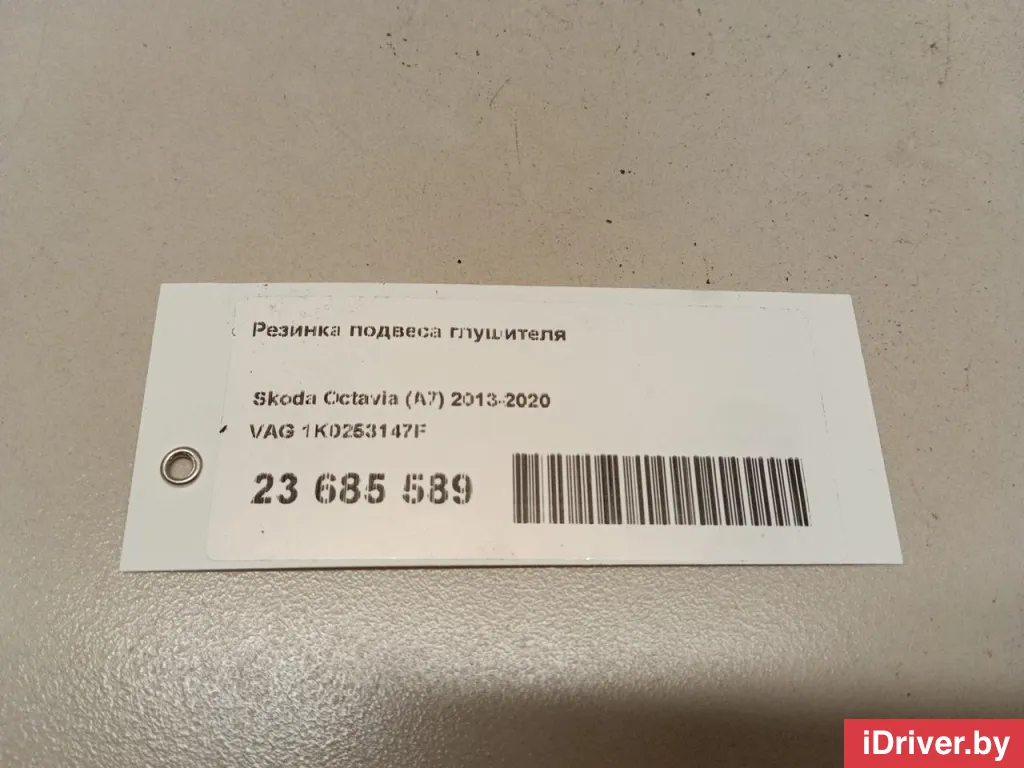 Резинка подвеса глушителя
Skoda Octavia (A7) 2013-2020
VAG 1K0253147F
23 685 589
iDriver.by